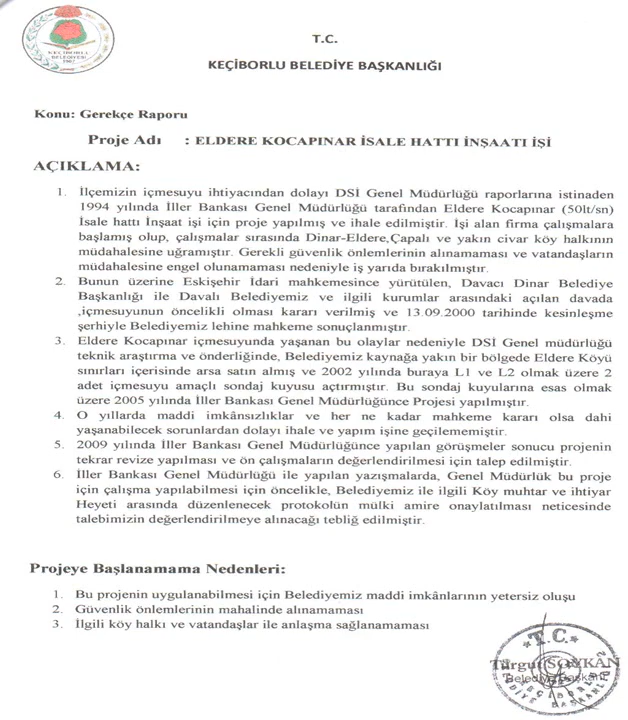 KEÇİBORLU
BELEDİYESİ
T.C.
KEÇİBORLU BELEDİYE BAŞKANLIĞI
Konu: Gerekçe Raporu
Proje Adı : ELDERE KOCAPINAR İSALE HATTI İNŞAATI İŞİ
AÇIKLAMA:
1. İlçemizin içmesuyu ihtiyacından dolayı DSİ Genel Müdürlüğü raporlarına istinaden
1994 yılında İller Bankası Genel Müdürlüğü tarafından Eldere Kocapınar (50lt/sn)
İsale hattı İnşaat işi için proje yapılmış ve ihale edilmiştir. İşi alan firma çalışmalara
başlamış olup, çalışmalar sırasında Dinar-Eldere,Çapalı ve yakın civar köy halkının
müdahalesine uğramıştır. Gerekli güvenlik önlemlerinin alınamaması ve vatandaşların
müdahalesine engel olunamaması nedeniyle iş yarıda bırakılmıştır.
2. Bunun üzerine Eskişehir İdari mahkemesince yürütülen, Davacı Dinar Belediye
Başkanlığı ile Davalı Belediyemiz ve ilgili kurumlar arasındaki açılan davada
,içmesuyunun öncelikli olması kararı verilmiş ve 13.09.2000 tarihinde kesinleşme
şerhiyle Belediyemiz lehine mahkeme sonuçlanmıştır.
3. Eldere Kocapınar içmesuyunda yaşanan bu olaylar nedeniyle DSİ Genel müdürlüğü
teknik araştırma ve önderliğinde, Belediyemiz kaynağa yakın bir bölgede Eldere Köyü
sınırları içerisinde arsa satın almış ve 2002 yılında buraya L1 ve L2 olmak üzere 2
adet içmesuyu amaçlı sondaj kuyusu açtırmıştır. Bu sondaj kuyularına esas olmak
üzere 2005 yılında İller Bankası Genel Müdürlüğünce Projesi yapılmıştır.
4. O yıllarda maddi imkânsızlıklar ve her ne kadar mahkeme kararı olsa dahi
yaşanabilecek sorunlardan dolayı ihale ve yapım işine geçilememiştir.
5. 2009 yılında İller Bankası Genel Müdürlüğünce yapılan görüşmeler sonucu projenin
tekrar revize yapılması ve ön çalışmaların değerlendirilmesi için talep edilmiştir.
6. İller Bankası Genel Müdürlüğü ile yapılan yazışmalarda, Genel Müdürlük bu proje
için çalışma yapılabilmesi için öncelikle, Belediyemiz ile ilgili Köy muhtar ve ihtiyar
Heyeti arasında düzenlenecek protokolün mülki amire onaylatılması neticesinde
talebimizin değerlendirilmeye alınacağı tebliğ edilmiştir.
Projeye Başlanamama Nedenleri:
1. Bu projenin uygulanabilmesi için Belediyemiz maddi imkânlarının yetersiz oluşu
2. Güvenlik önlemlerinin mahalinde alınamaması
3. İlgili köy halkı ve vatandaşlar ile anlaşma sağlanamaması
T.C.
Turgut SOYKAN
Belediye Başkanı